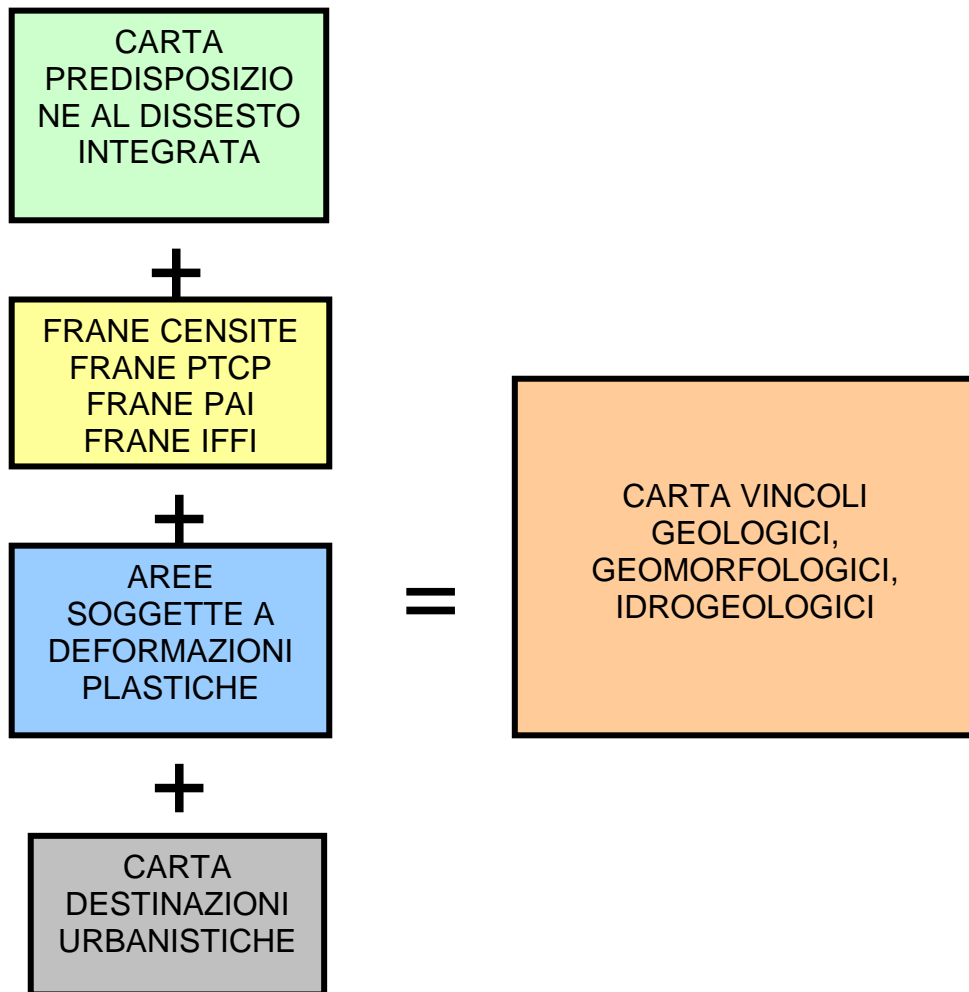 CARTA
PREDISPOSIZIO
NE AL DISSESTO
INTEGRATA
+
FRANE CENSITE
FRANE PTCP
FRANE PAI
FRANE IFFI
+
AREE
SOGGETTE A
DEFORMAZIONI
PLASTICHE
+
CARTA
DESTINAZIONI
URBANISTICHE
=
CARTA VINCOLI
GEOLOGICI,
GEOMORFOLOGICI,
IDROGEOLOGICI